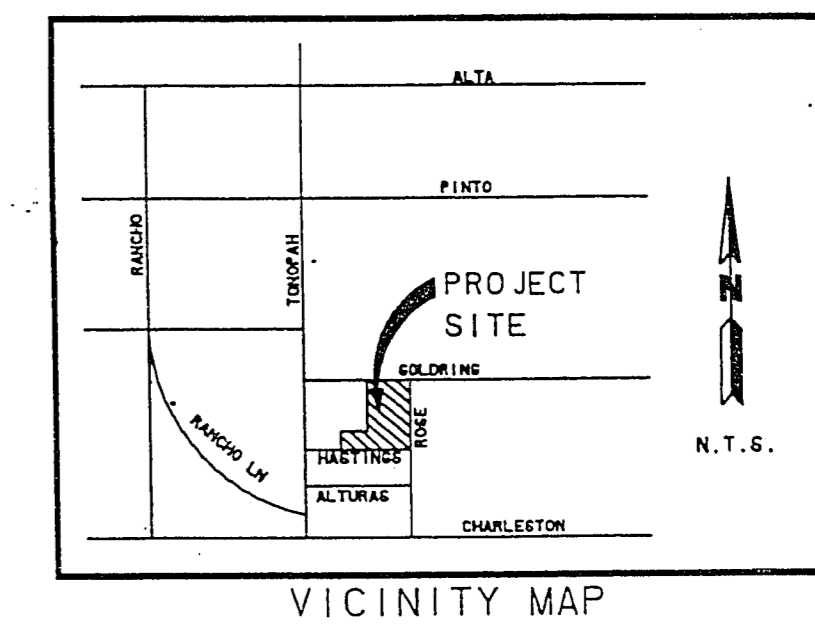 ALTA
PINTO
RANCHO
TONOPAH
PROJECT
SITE
N
GOLDRING
ROSE
RANCHO LN
HASTINGS
N.T.S.
ALTURAS
CHARLESTON
VICINITY MAP